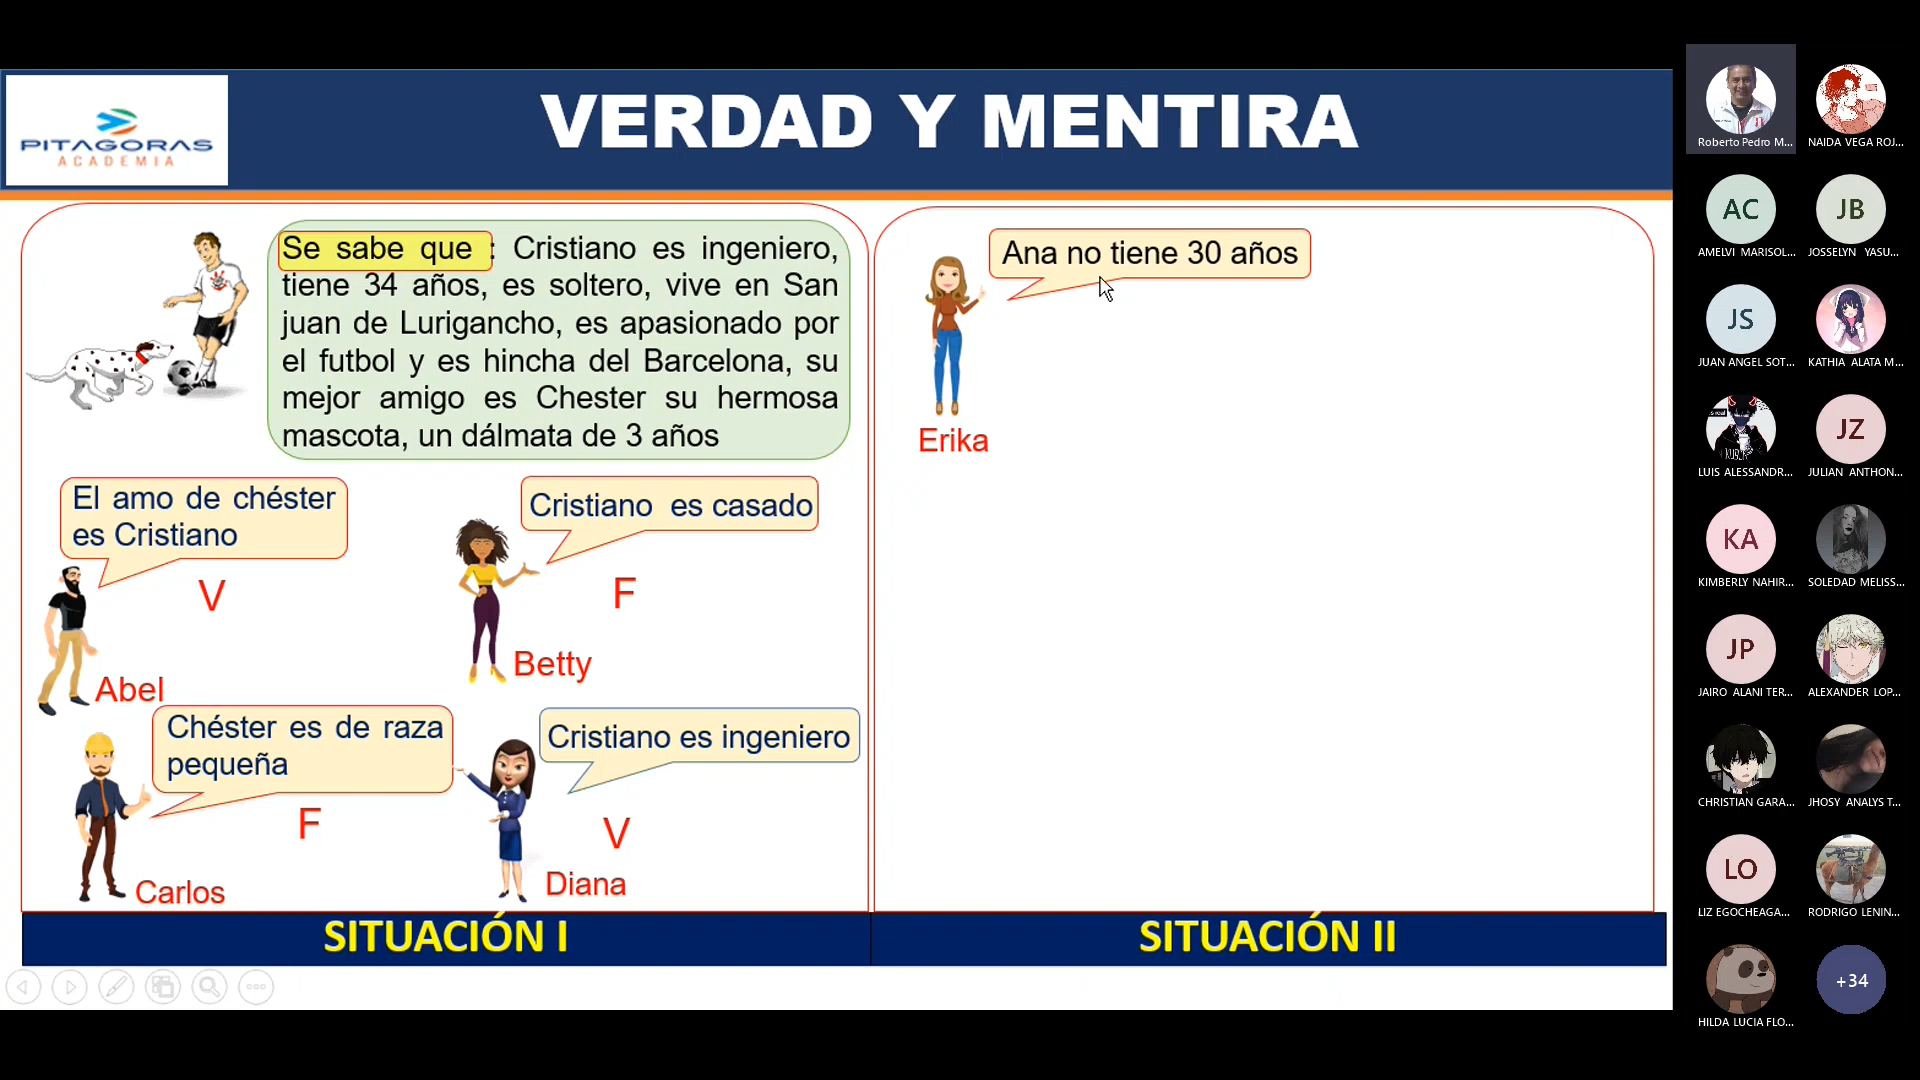 PITAGORAS
ACADEMIA
VERDAD Y MENTIRA
Se sabe que : Cristiano es ingeniero,
tiene 34 años, es soltero, vive en San
juan de Lurigancho, es apasionado por
el futbol y es hincha del Barcelona, su
mejor amigo es Chester su hermosa
mascota, un dálmata de 3 años
El amo de chéster
es Cristiano
V
Abel
Cristiano es casado
F
Betty
Chéster es de raza
pequeña
F
Carlos
Cristiano es ingeniero
V
Diana
SITUACIÓN I
Ana no tiene 30 años
Erika
SITUACIÓN II
Roberto Pedro M...
NAIDA VEGA ROJ...
AC
AMELVI MARISOL...
JB
JOSSELYN YASU...
JS
JUAN ANGEL SOT...
KATHIA ALATA M...
LUIS ALESSANDR...
JZ
JULIAN ANTHON...
KA
KIMBERLY NAHIR...
SOLEDAD MELISS...
JP
JAIRO ALANI TER...
ALEXANDER LOP...
CHRISTIAN GARA...
JHOSY ANALYS T...
LO
LIZ EGOCHEAGA...
RODRIGO LENIN...
HILDA LUCIA FLO...
+34